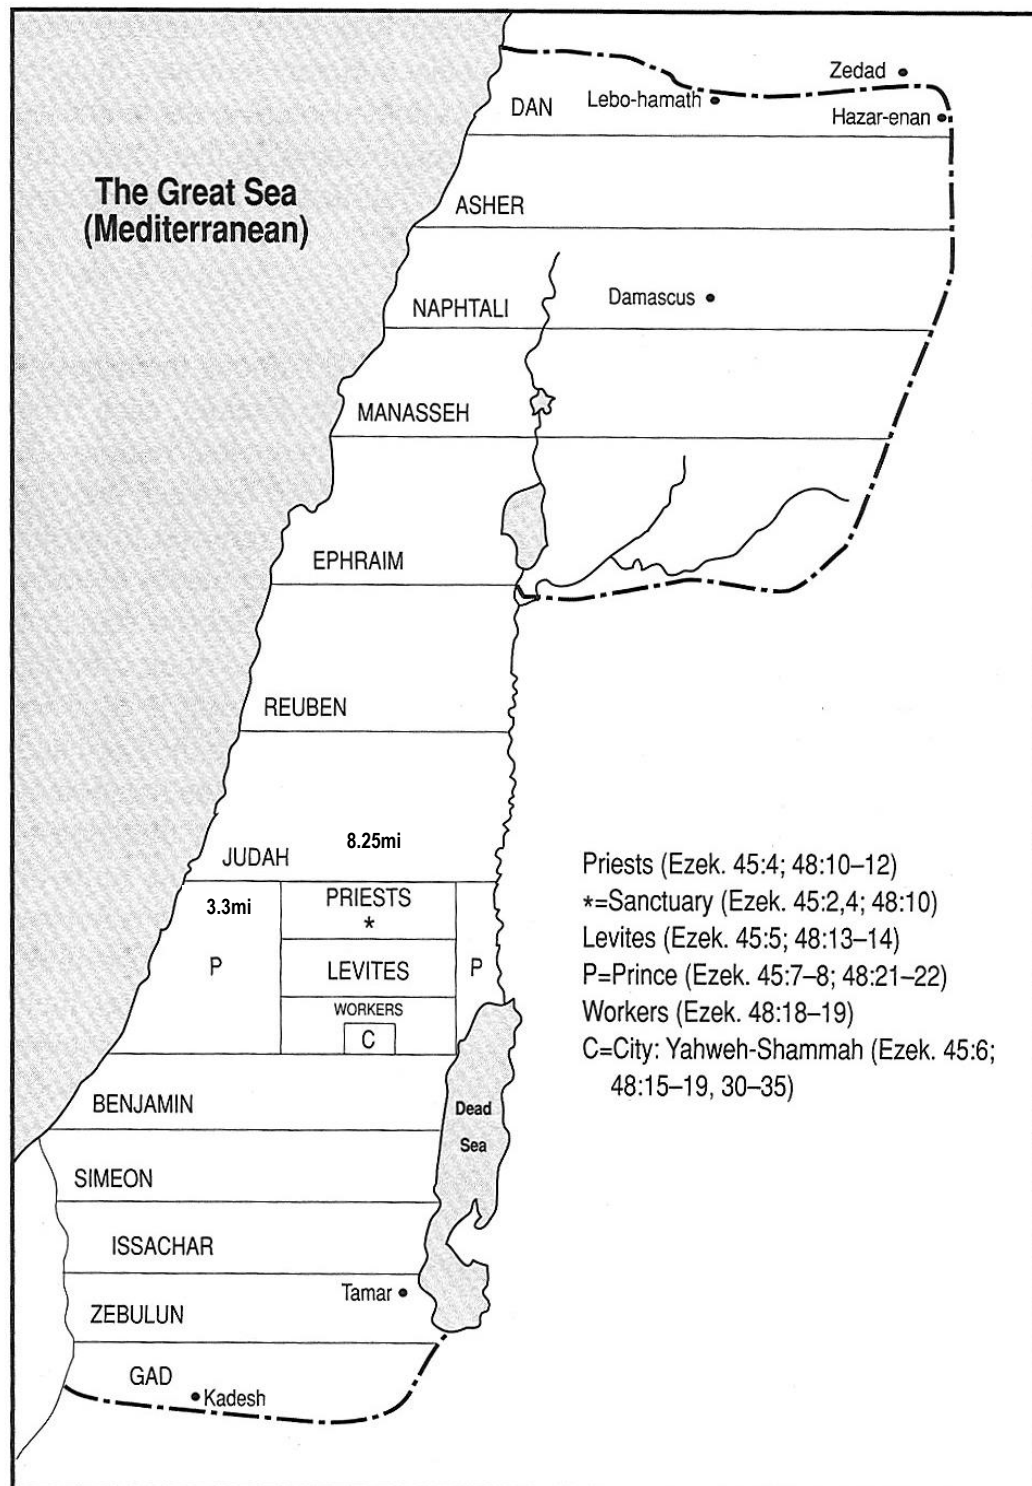 Zedad
DAN
Lebo-hamath
Hazar-enan
The Great Sea
(Mediterranean)
ASHER
NAPHTALI
Damascus
MANASSEH
EPHRAIM
REUBEN
8.25mi
JUDAH
3.3mi
PRIESTS
*
P
LEVITES
P
WORKERS
C
Priests (Ezek. 45:4; 48:10–12)
*=Sanctuary (Ezek. 45:2,4; 48:10)
Levites (Ezek. 45:5; 48:13–14)
P=Prince (Ezek. 45:7–8; 48:21–22)
Workers (Ezek. 48:18–19)
C=City: Yahweh-Shammah (Ezek. 45:6;
48:15–19, 30–35)
BENJAMIN
Dead
Sea
SIMEON
ISSACHAR
Tamar
ZEBULUN
GAD
Kadesh